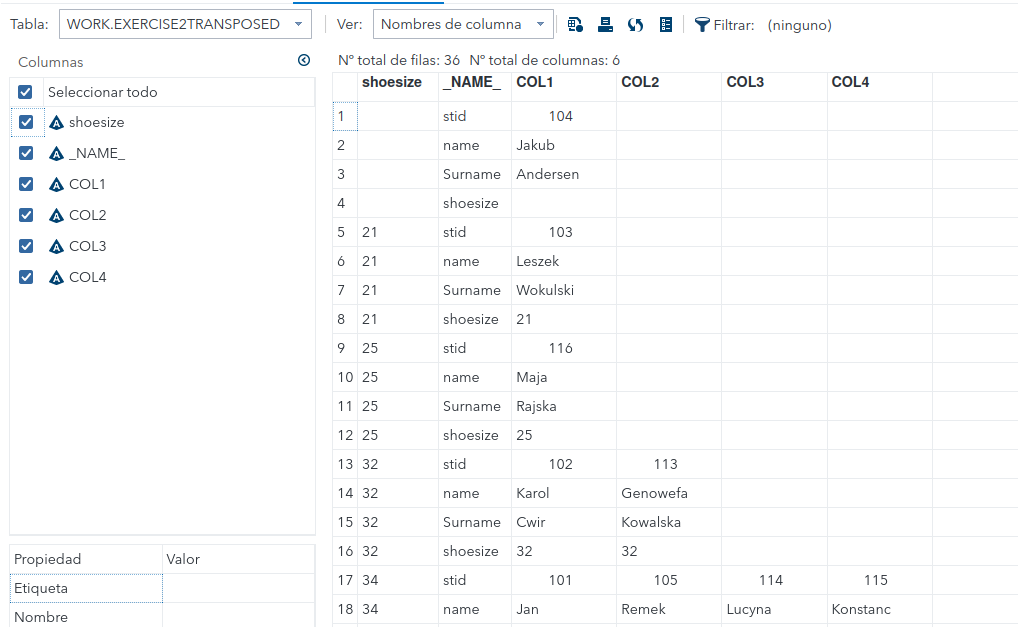 Tabla: WORK.EXERCISE2TRANSPOSED Ver: Nombres de columna Filtrar: (ninguno)
Columnas
Seleccionar todo
shoesize
_NAME_
COL1
COL2
COL3
COL4
Propiedad Valor
Etiqueta
Nombre
Nº total de filas: 36 Nº total de columnas: 6
shoesize _NAME_ COL1 COL2 COL3 COL4
1 stid 104
2 name Jakub
3 Surname Andersen
4 shoesize
5 21 stid 103
6 21 name Leszek
7 21 Surname Wokulski
8 21 shoesize 21
9 25 stid 116
10 25 name Maja
11 25 Surname Rajska
12 25 shoesize 25
13 32 stid 102 113
14 32 name Karol Genowefa
15 32 Surname Cwir Kowalska
16 32 shoesize 32 32
17 34 stid 101 105 114 115
18 34 name Jan Remek Lucyna Konstanc